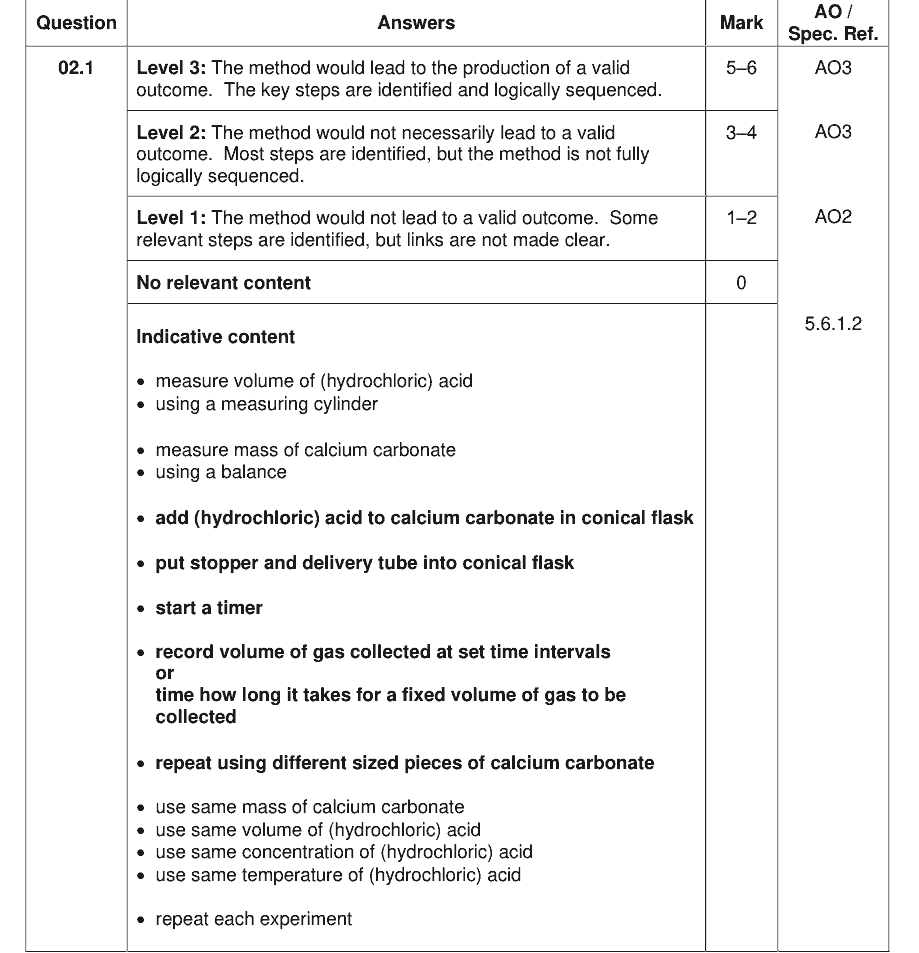 Question
Answers
Mark
AO /
Spec. Ref.
02.1
Level 3: The method would lead to the production of a valid
outcome. The key steps are identified and logically sequenced.
5–6
AO3
Level 2: The method would not necessarily lead to a valid
outcome. Most steps are identified, but the method is not fully
logically sequenced.
3–4
AO3
Level 1: The method would not lead to a valid outcome. Some
relevant steps are identified, but links are not made clear.
1–2
AO2
No relevant content
0
Indicative content
5.6.1.2
• measure volume of (hydrochloric) acid
• using a measuring cylinder
• measure mass of calcium carbonate
• using a balance
• add (hydrochloric) acid to calcium carbonate in conical flask
• put stopper and delivery tube into conical flask
• start a timer
• record volume of gas collected at set time intervals
or
time how long it takes for a fixed volume of gas to be
collected
• repeat using different sized pieces of calcium carbonate
• use same mass of calcium carbonate
• use same volume of (hydrochloric) acid
• use same concentration of (hydrochloric) acid
• use same temperature of (hydrochloric) acid
• repeat each experiment